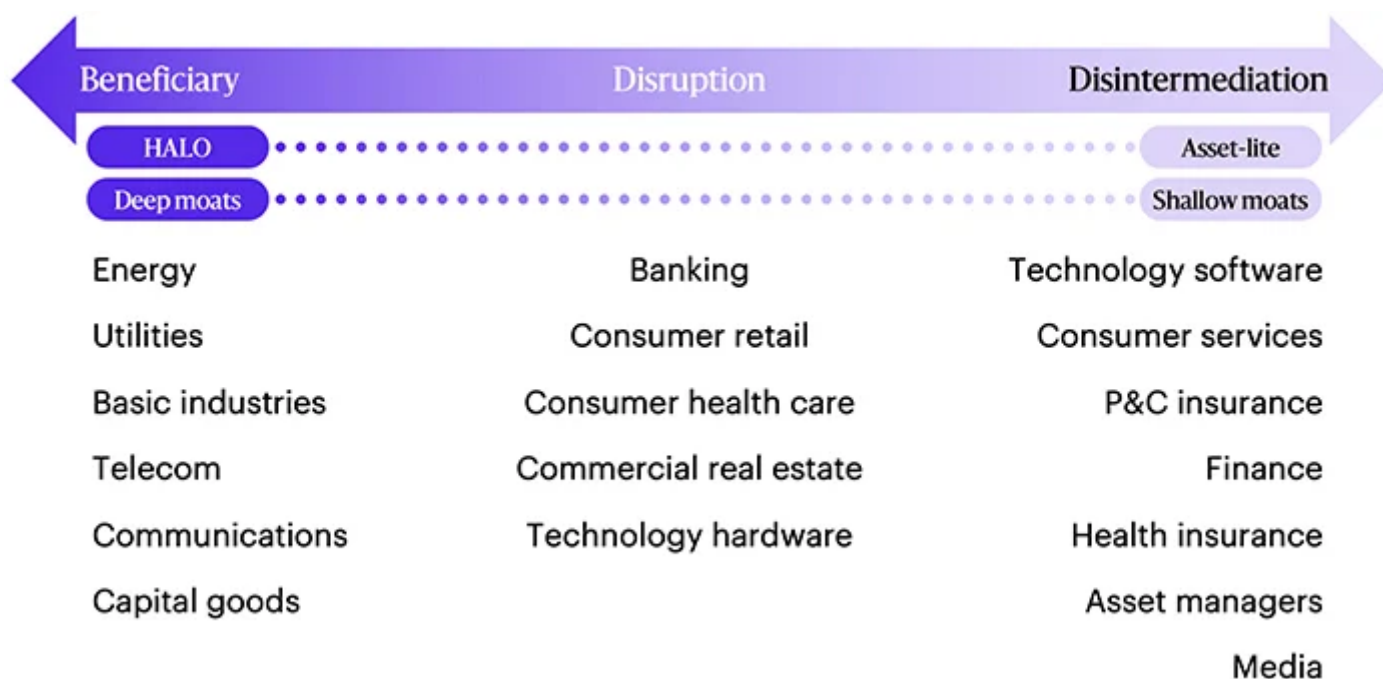 Beneficiary Disruption Disintermediation
HALO Asset-lite
Deep moats Shallow moats
Energy Banking Technology software
Utilities Consumer retail Consumer services
Basic industries Consumer health care P&C insurance
Telecom Commercial real estate Finance
Communications Technology hardware Health insurance
Capital goods Asset managers
Media